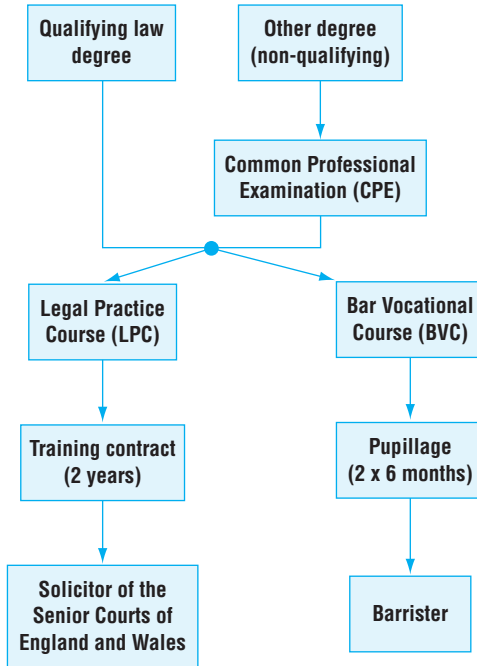 Qualifying law
degree
Other degree
(non-qualifying)
Common Professional
Examination (CPE)
Legal Practice
Course (LPC)
Bar Vocational
Course (BVC)
Training contract
(2 years)
Pupillage
(2 x 6 months)
Solicitor of the
Senior Courts of
England and Wales
Barrister